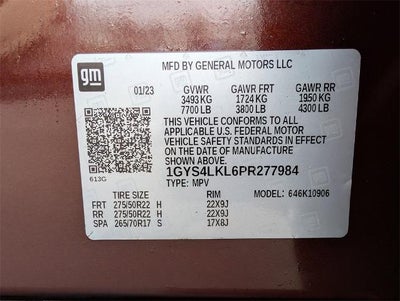 gm
MFD BY GENERAL MOTORS LLC
01/23 GVWR GAWR FRT GAWR RR
3493 KG 1724 KG 1950 KG
7700 LB 3800 LB 4300 LB
THIS VEHICLE CONFORMS TO ALL
APPLICABLE U.S. FEDERAL MOTOR
VEHICLE SAFETY STANDARDS IN EFFECT
ON THE DATE OF MANUFACTURE
SHOWN ABOVE.
1GYS4LKL6PR277984
613G
TYPE: MPV MODEL: 646K10906
TIRE SIZE RIM
FRT 275/50R22 H 22X9J
RR 275/50R22 H 22X9J
SPS 265/70R17 S 17X8J